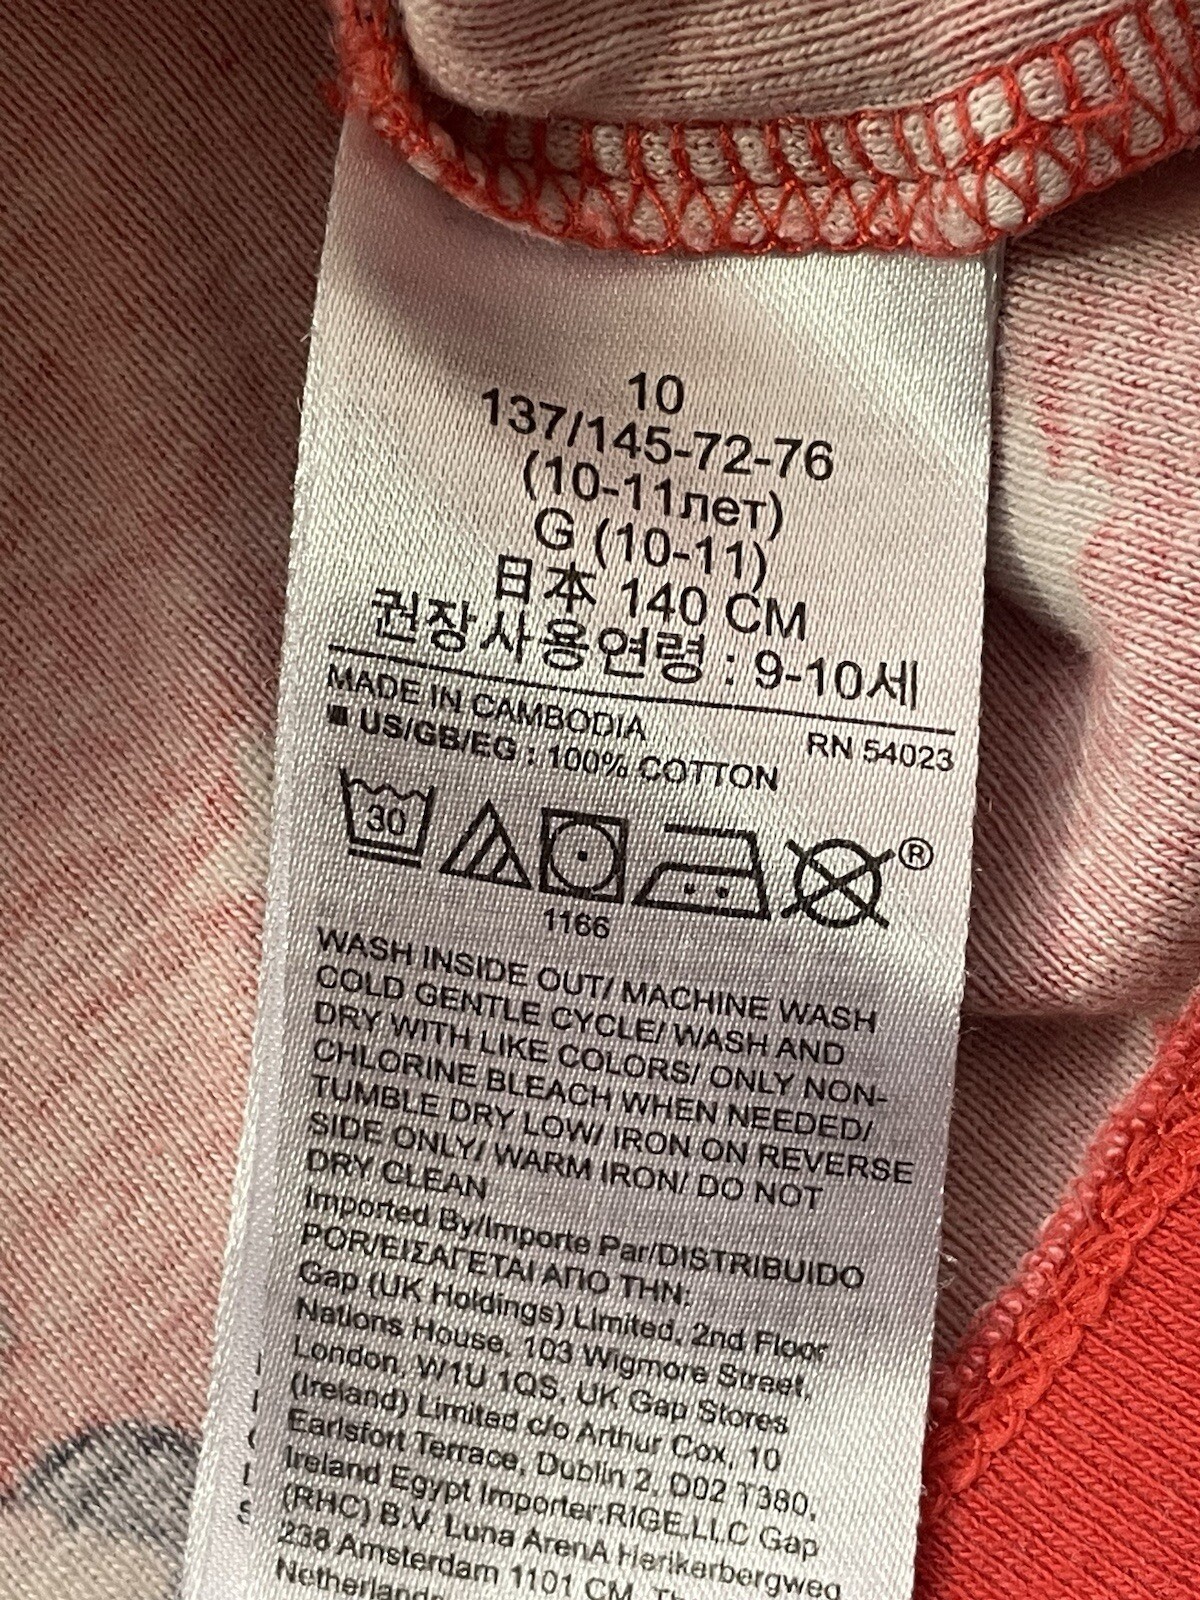 10
137/145-72-76
(10-11лет)
G (10-11)
日本 140 CM
권장사용연령 : 9-10세
MADE IN CAMBODIA
RN 54023
■ US/GB/EG : 100% COTTON
30
®
1166
WASH INSIDE OUT/ MACHINE WASH
COLD GENTLE CYCLE/ WASH AND
DRY WITH LIKE COLORS/ ONLY NON-
CHLORINE BLEACH WHEN NEEDED/
TUMBLE DRY LOW/ IRON ON REVERSE
SIDE ONLY/ WARM IRON/ DO NOT
DRY CLEAN
Imported By/Importe Par/DISTRIBUIDO
POR/ΕΙΣΑΓΕΤΑΙ ΑΠΟ ΤΗΝ:
Gap (UK Holdings) Limited, 2nd Floor
Nations House, 103 Wigmore Street,
London, W1U 1QS, UK Gap Stores
(Ireland) Limited c/o Arthur Cox, 10
Earlsfort Terrace, Dublin 2, D02 T380,
Ireland Egypt Importer:RIGE,LLC Gap
(RHC) B.V. Luna ArenA Herikerbergweg
238 Amsterdam 1101 CM